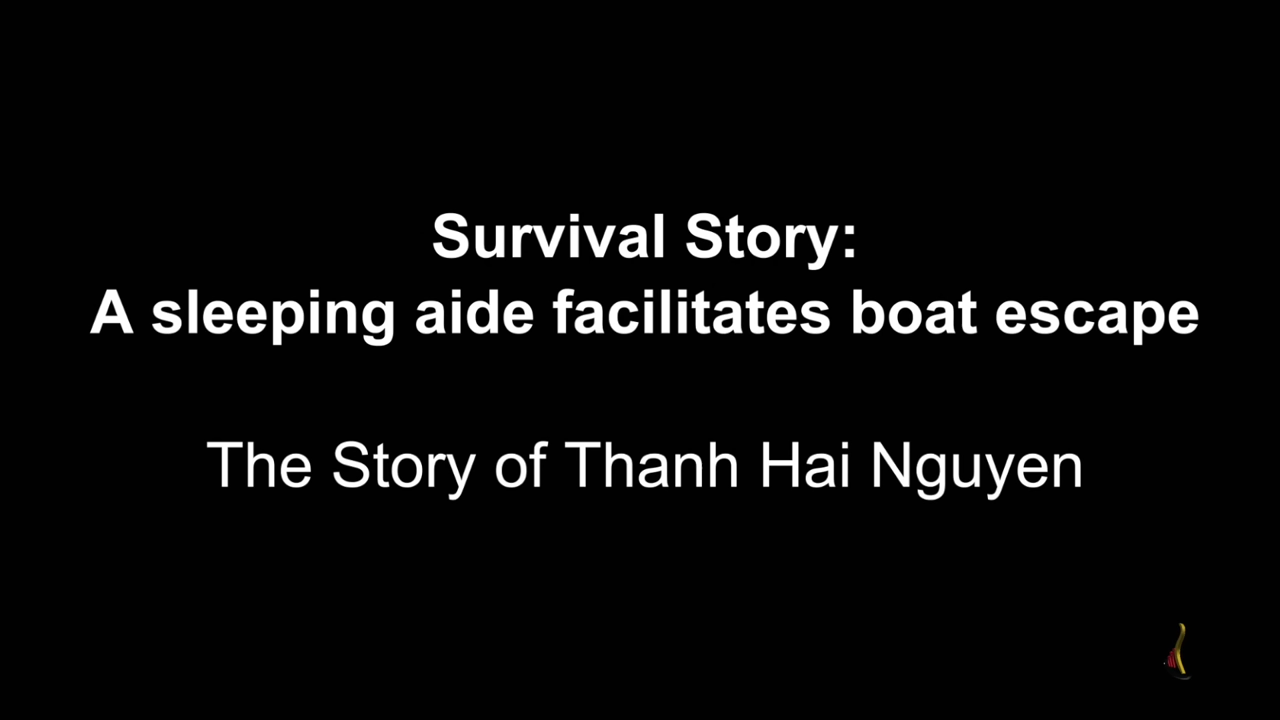 Survival Story:
A sleeping aide facilitates boat escape
The Story of Thanh Hai Nguyen